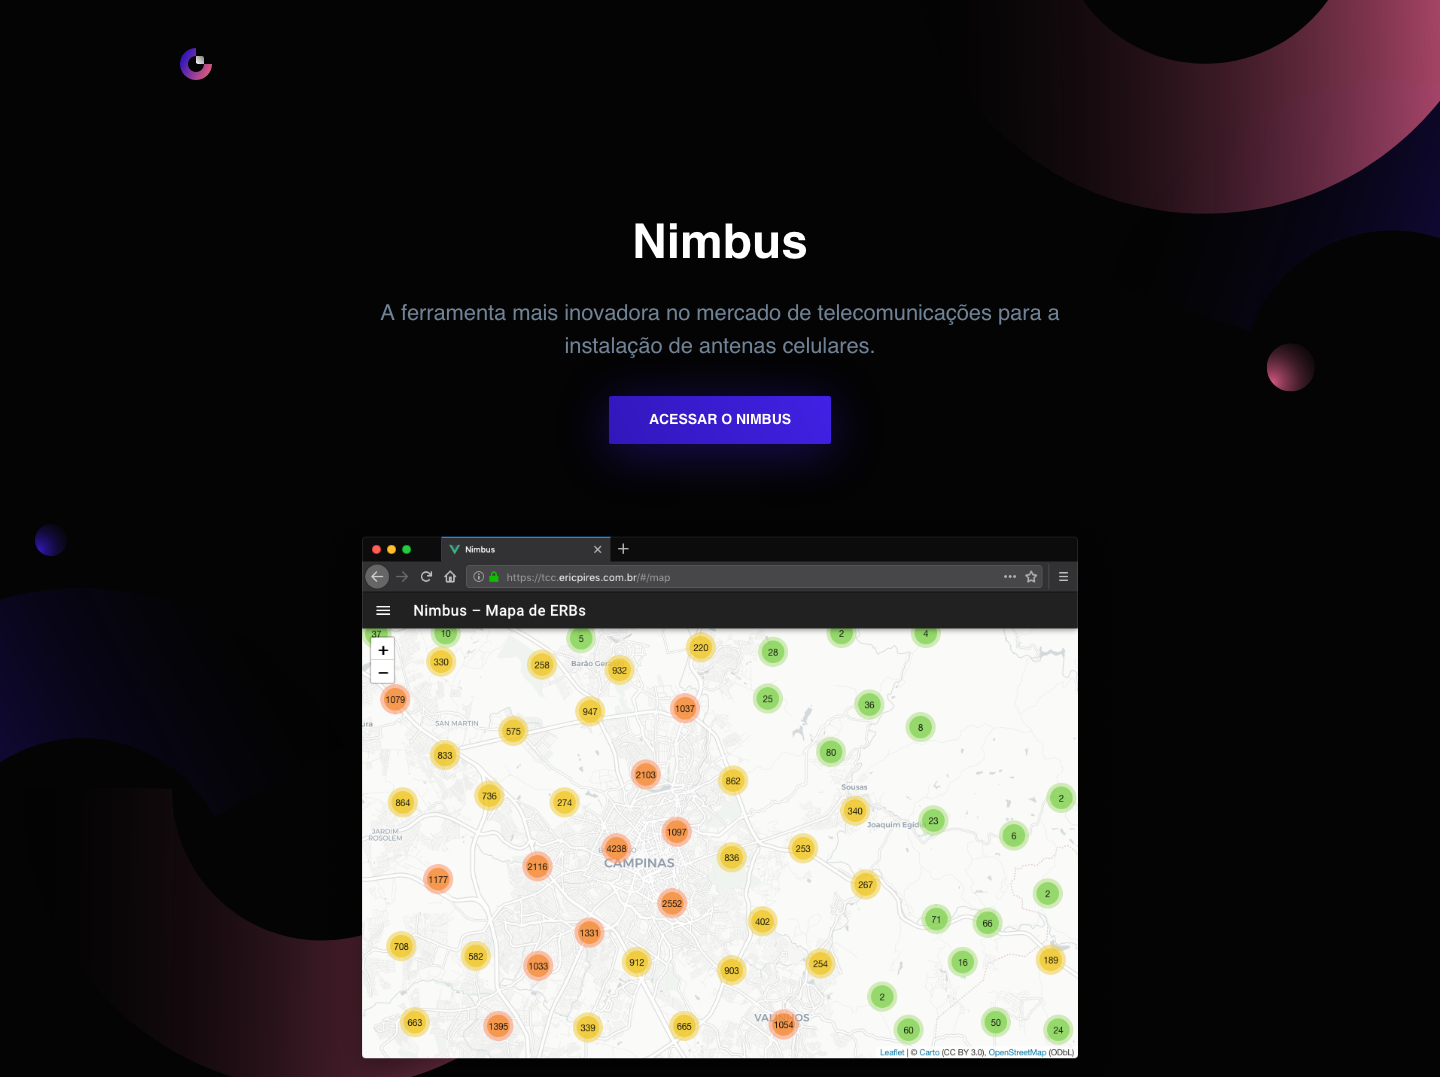 Nimbus
A ferramenta mais inovadora no mercado de telecomunicações para a
instalação de antenas celulares.
ACESSAR O NIMBUS
Nimbus
https://tcc.ericpires.com.br/#/map
Nimbus – Mapa de ERBs
37 10 5 2 4
+ 330 258 Barão Ger 932 220 28
−
1079 947 1037 25 36
SAN MARTIN 575 8
833 2103 862 80
864 736 274 Sousas 340 2
JARDIM
ROSOLEM
1097 Joaquim Egídi 23 6
4238 836 253
CAMPINAS
1177 2116 267 2
2552 402 71 66
708 582 1331
1033 912 903 254 16 189
2
663 1395 339 665 VALINHOS 1054 60 50 24
Leaflet | © Carto (CC BY 3.0), OpenStreetMap (ODbL)